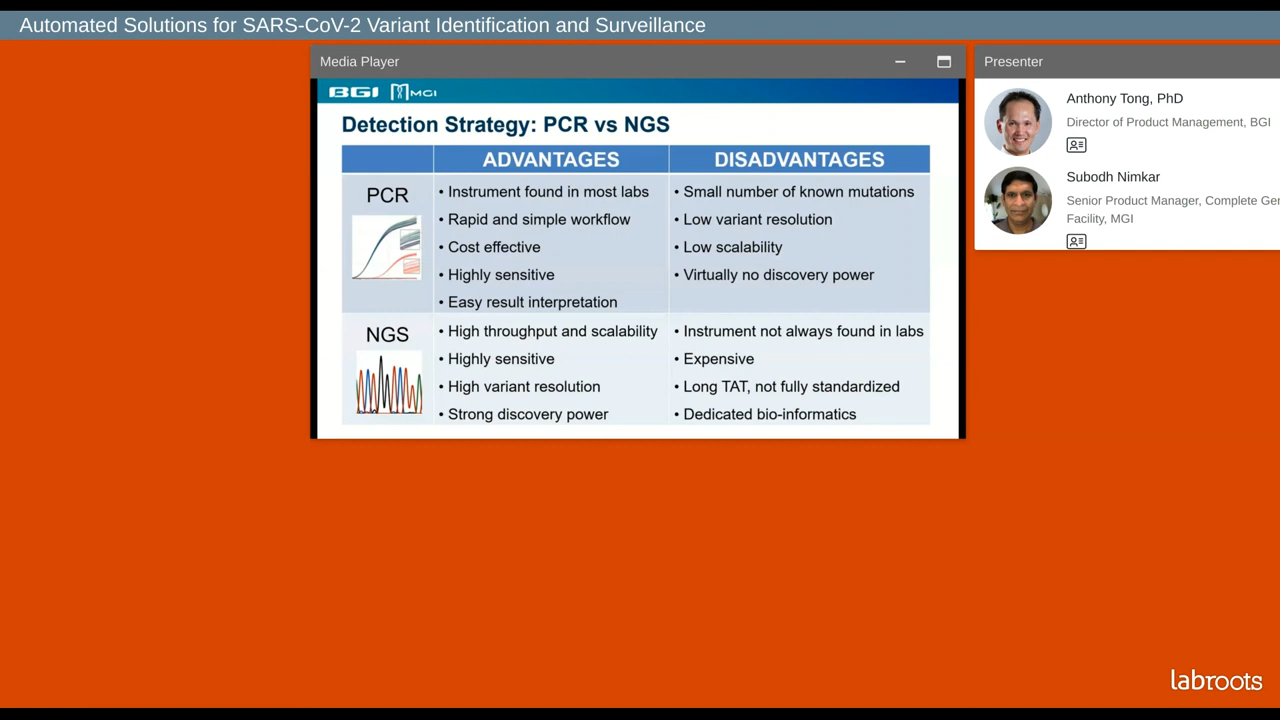 Automated Solutions for SARS-CoV-2 Variant Identification and Surveillance
Media Player
Presenter
BGI MGI
Detection Strategy: PCR vs NGS
ADVANTAGES
DISADVANTAGES
PCR
• Instrument found in most labs
• Rapid and simple workflow
• Cost effective
• Highly sensitive
• Easy result interpretation
• Small number of known mutations
• Low variant resolution
• Low scalability
• Virtually no discovery power
NGS
• High throughput and scalability
• Highly sensitive
• High variant resolution
• Strong discovery power
• Instrument not always found in labs
• Expensive
• Long TAT, not fully standardized
• Dedicated bio-informatics
Anthony Tong, PhD
Director of Product Management, BGI
Subodh Nimkar
Senior Product Manager, Complete Ge
Facility, MGI
labroots